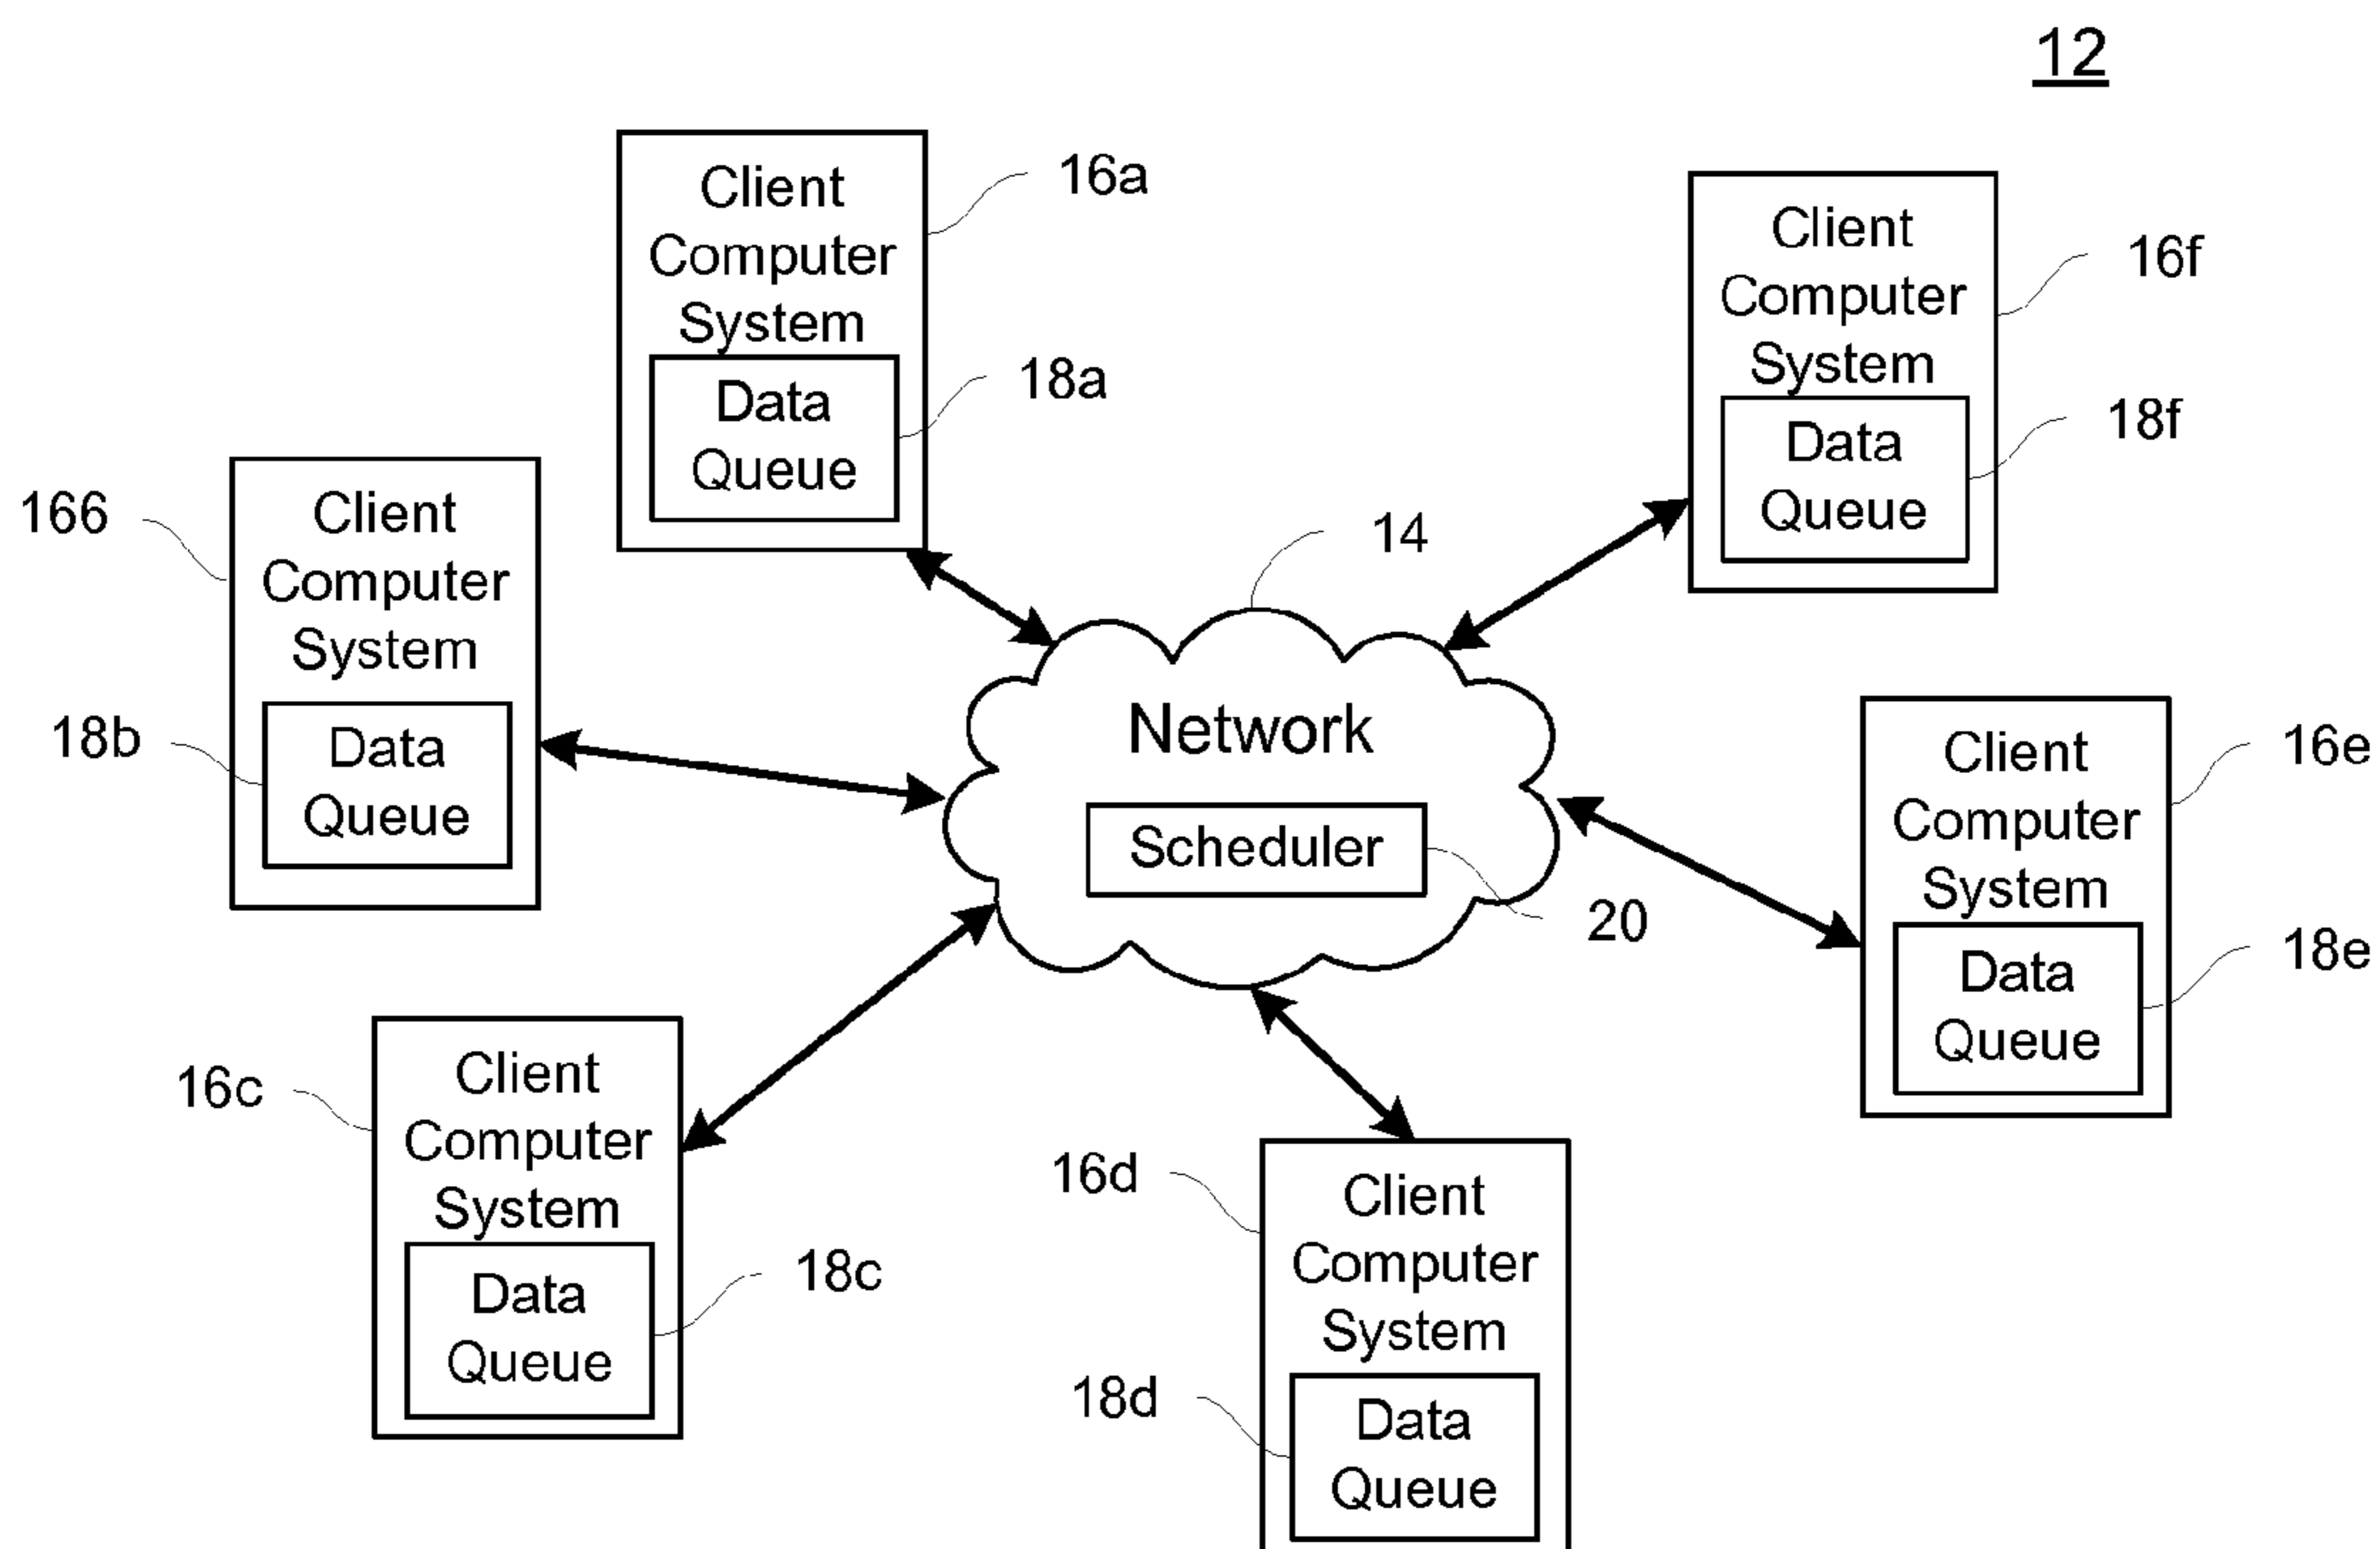 12
Client
Computer
System
16a
Data
Queue
18a
Client
Computer
System
16f
Data
Queue
18f
166
Client
Computer
System
18b
Data
Queue
14
Network
Scheduler
20
Client
Computer
System
16e
Data
Queue
18e
16c
Client
Computer
System
Data
Queue
18c
16d
Client
Computer
System
18d
Data
Queue